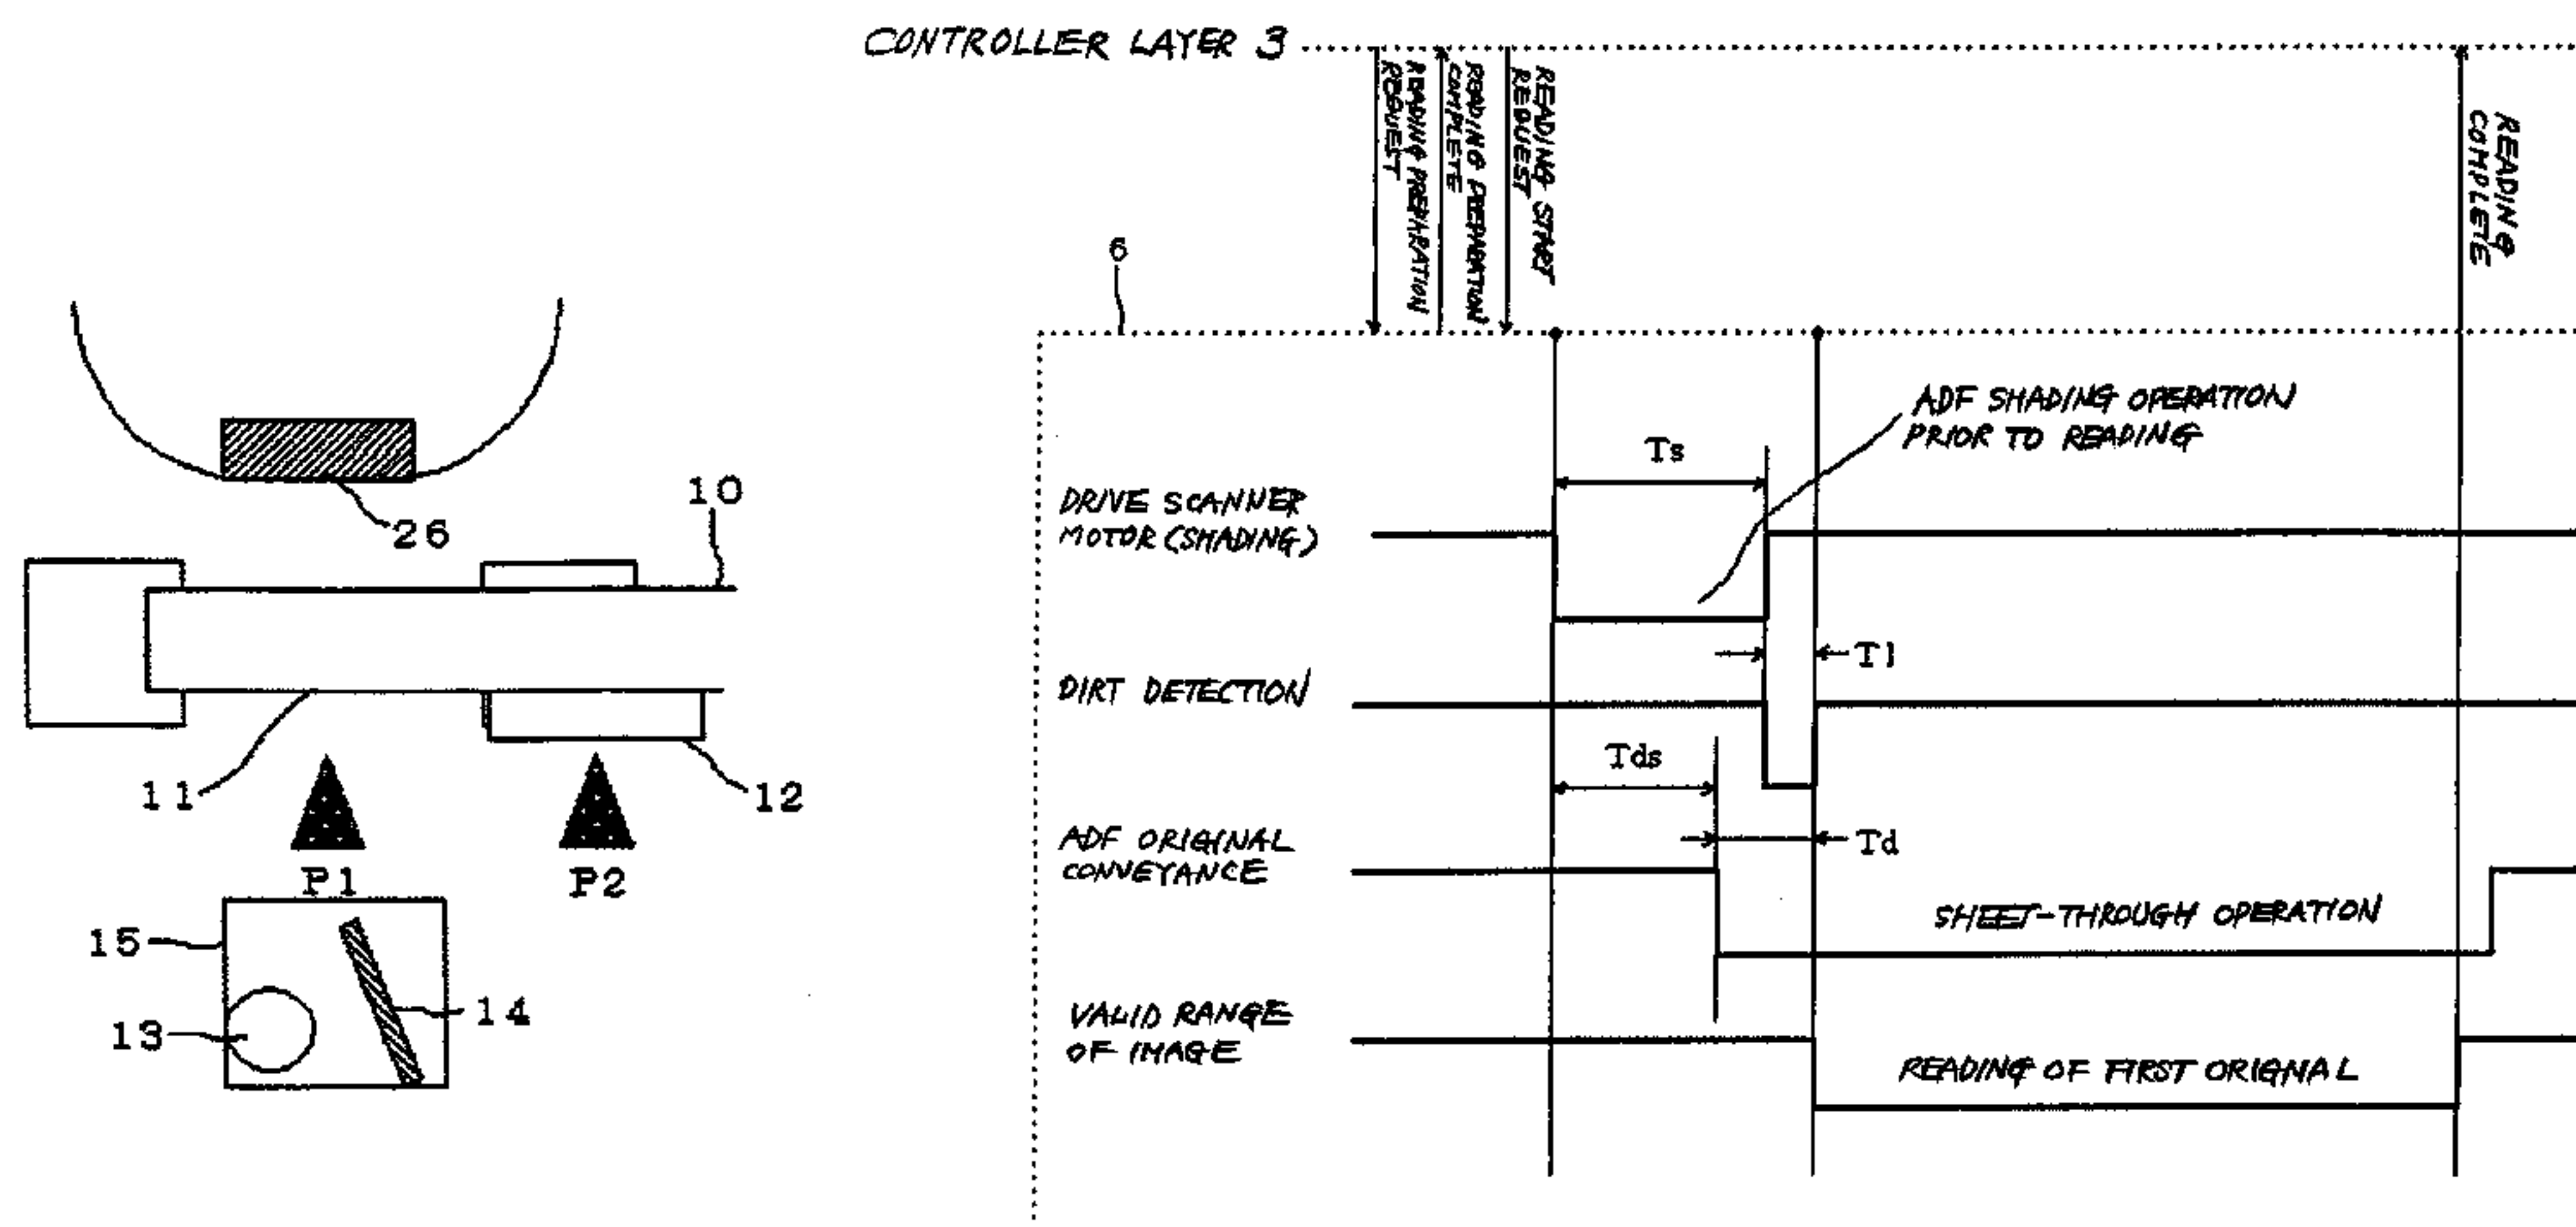 CONTROLLER LAYER 3
READING PREPARATION
REQUEST
READING PREPARATION
COMPLETE
READING START
REQUEST
READING
COMPLETE
6
ADF SHADING OPERATION
PRIOR TO READING
Ts
DRIVE SCANNER
MOTOR (SHADING)
T1
DIRT DETECTION
Tds
Td
ADF ORIGINAL
CONVEYANCE
SHEET-THROUGH OPERATION
VALID RANGE
OF IMAGE
READING OF FIRST ORIGNAL
26
10
11
12
P1
P2
15
13
14